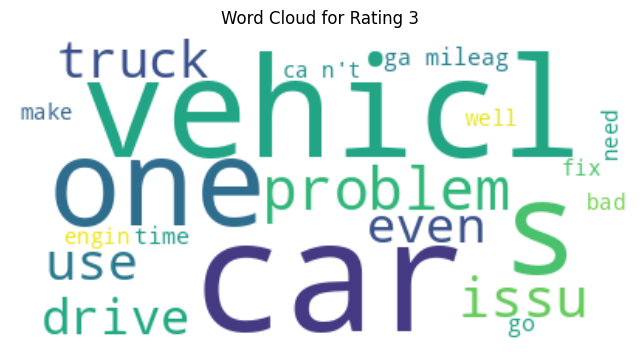 Word Cloud for Rating 3
truck
ca n't
ga mileag
make
vehicl
well
need
one
problem
fix
bad
engin
time
even
s
use
car
issu
drive
go